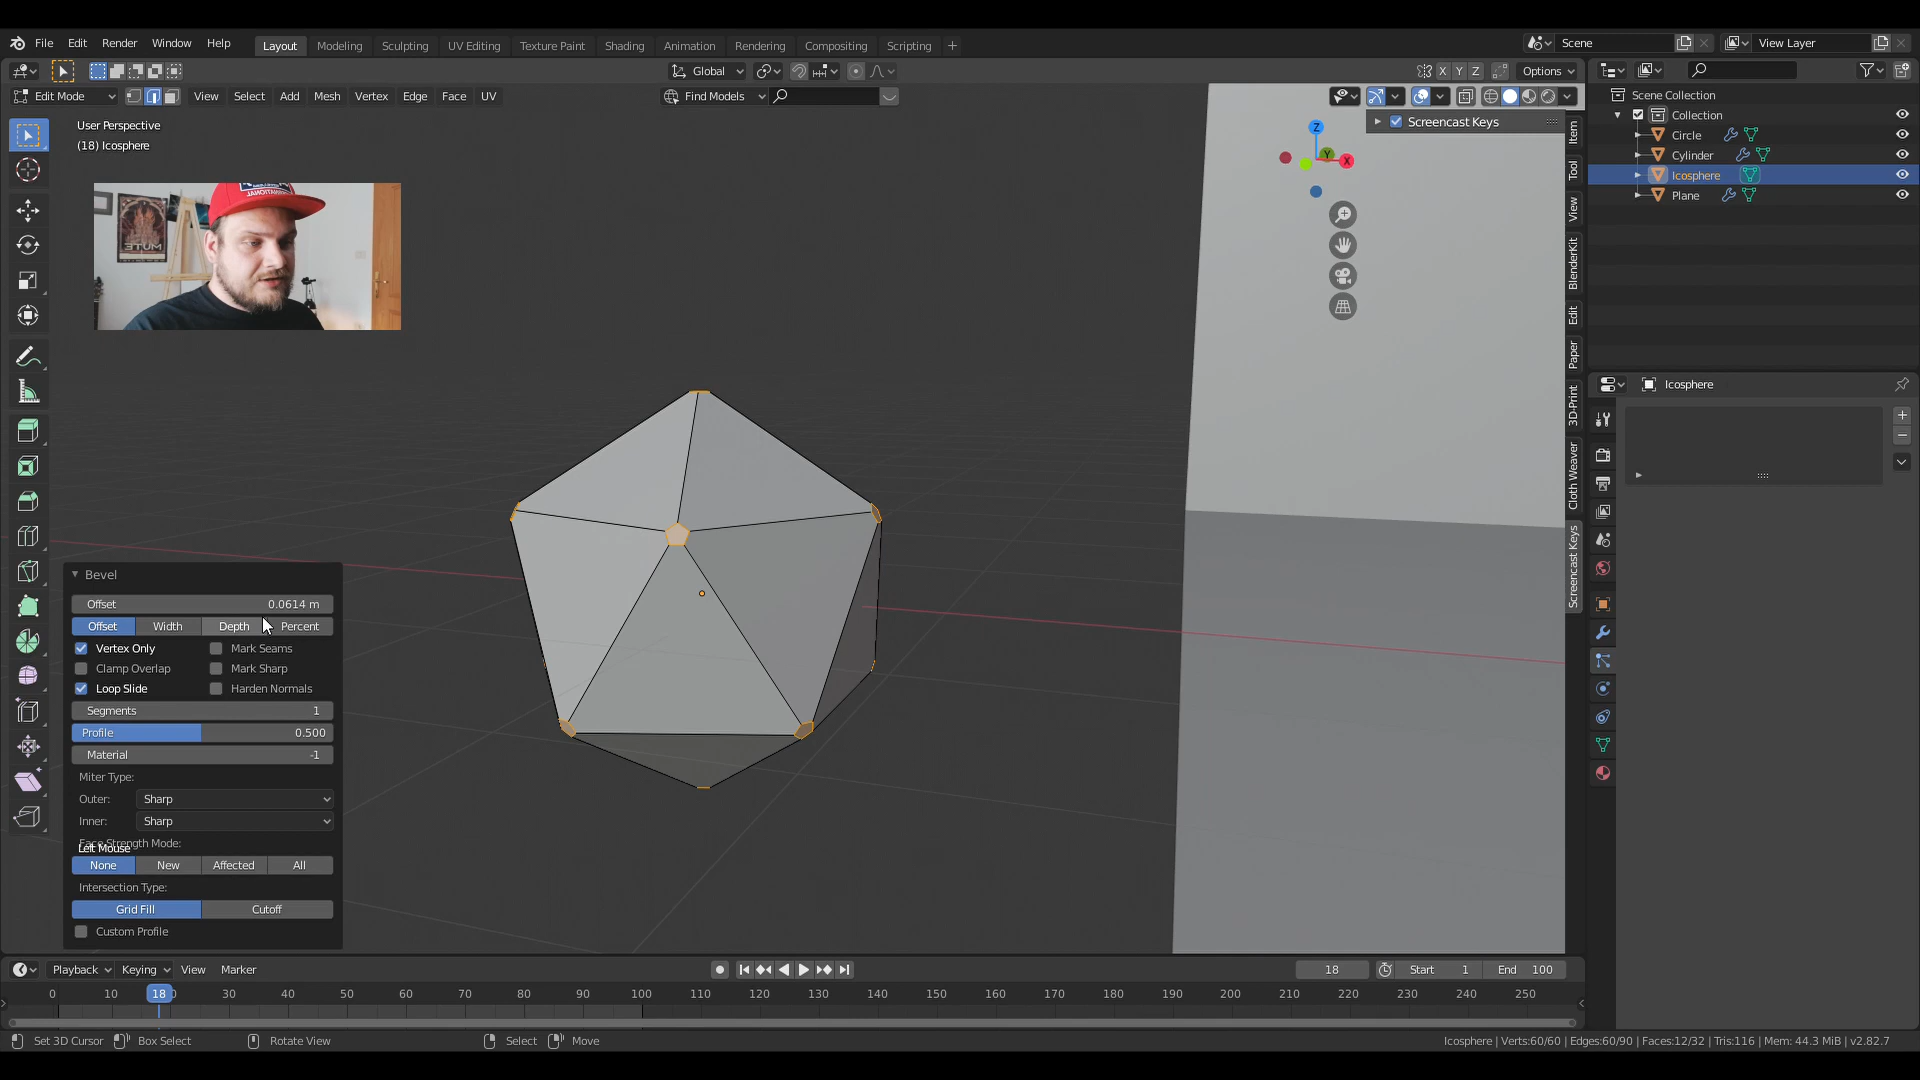 File Edit Render Window Help Layout Modeling Sculpting UV Editing Texture Paint Shading Animation Rendering Compositing Scripting + Scene View Layer
Global X Y Z Options
Edit Mode View Select Add Mesh Vertex Edge Face UV Find Models
User Perspective
(18) Icosphere
MUTE
Z
Y
X
Screencast Keys
Item
Tool
View
BlenderKit
Edit
Paper
3D-Print
Cloth Weaver
Screencast Keys
Scene Collection
Collection
Circle
Cylinder
Icosphere
Plane
Icosphere
Bevel
Offset 0.0614 m
Offset Width Depth Percent
Vertex Only Mark Seams
Clamp Overlap Mark Sharp
Loop Slide Harden Normals
Segments 1
Profile 0.500
Material -1
Miter Type:
Outer: Sharp
Inner: Sharp
Face Strength Mode:
Left Mouse
None New Affected All
Intersection Type:
Grid Fill Cutoff
Custom Profile
Playback Keying View Marker 18 Start 1 End 100
0 10 18 30 40 50 60 70 80 90 100 110 120 130 140 150 160 170 180 190 200 210 220 230 240 250
Set 3D Cursor Box Select Rotate View Select Move Icosphere | Verts:60/60 | Edges:60/90 | Faces:12/32 | Tris:116 | Mem: 44.3 MiB | v2.82.7